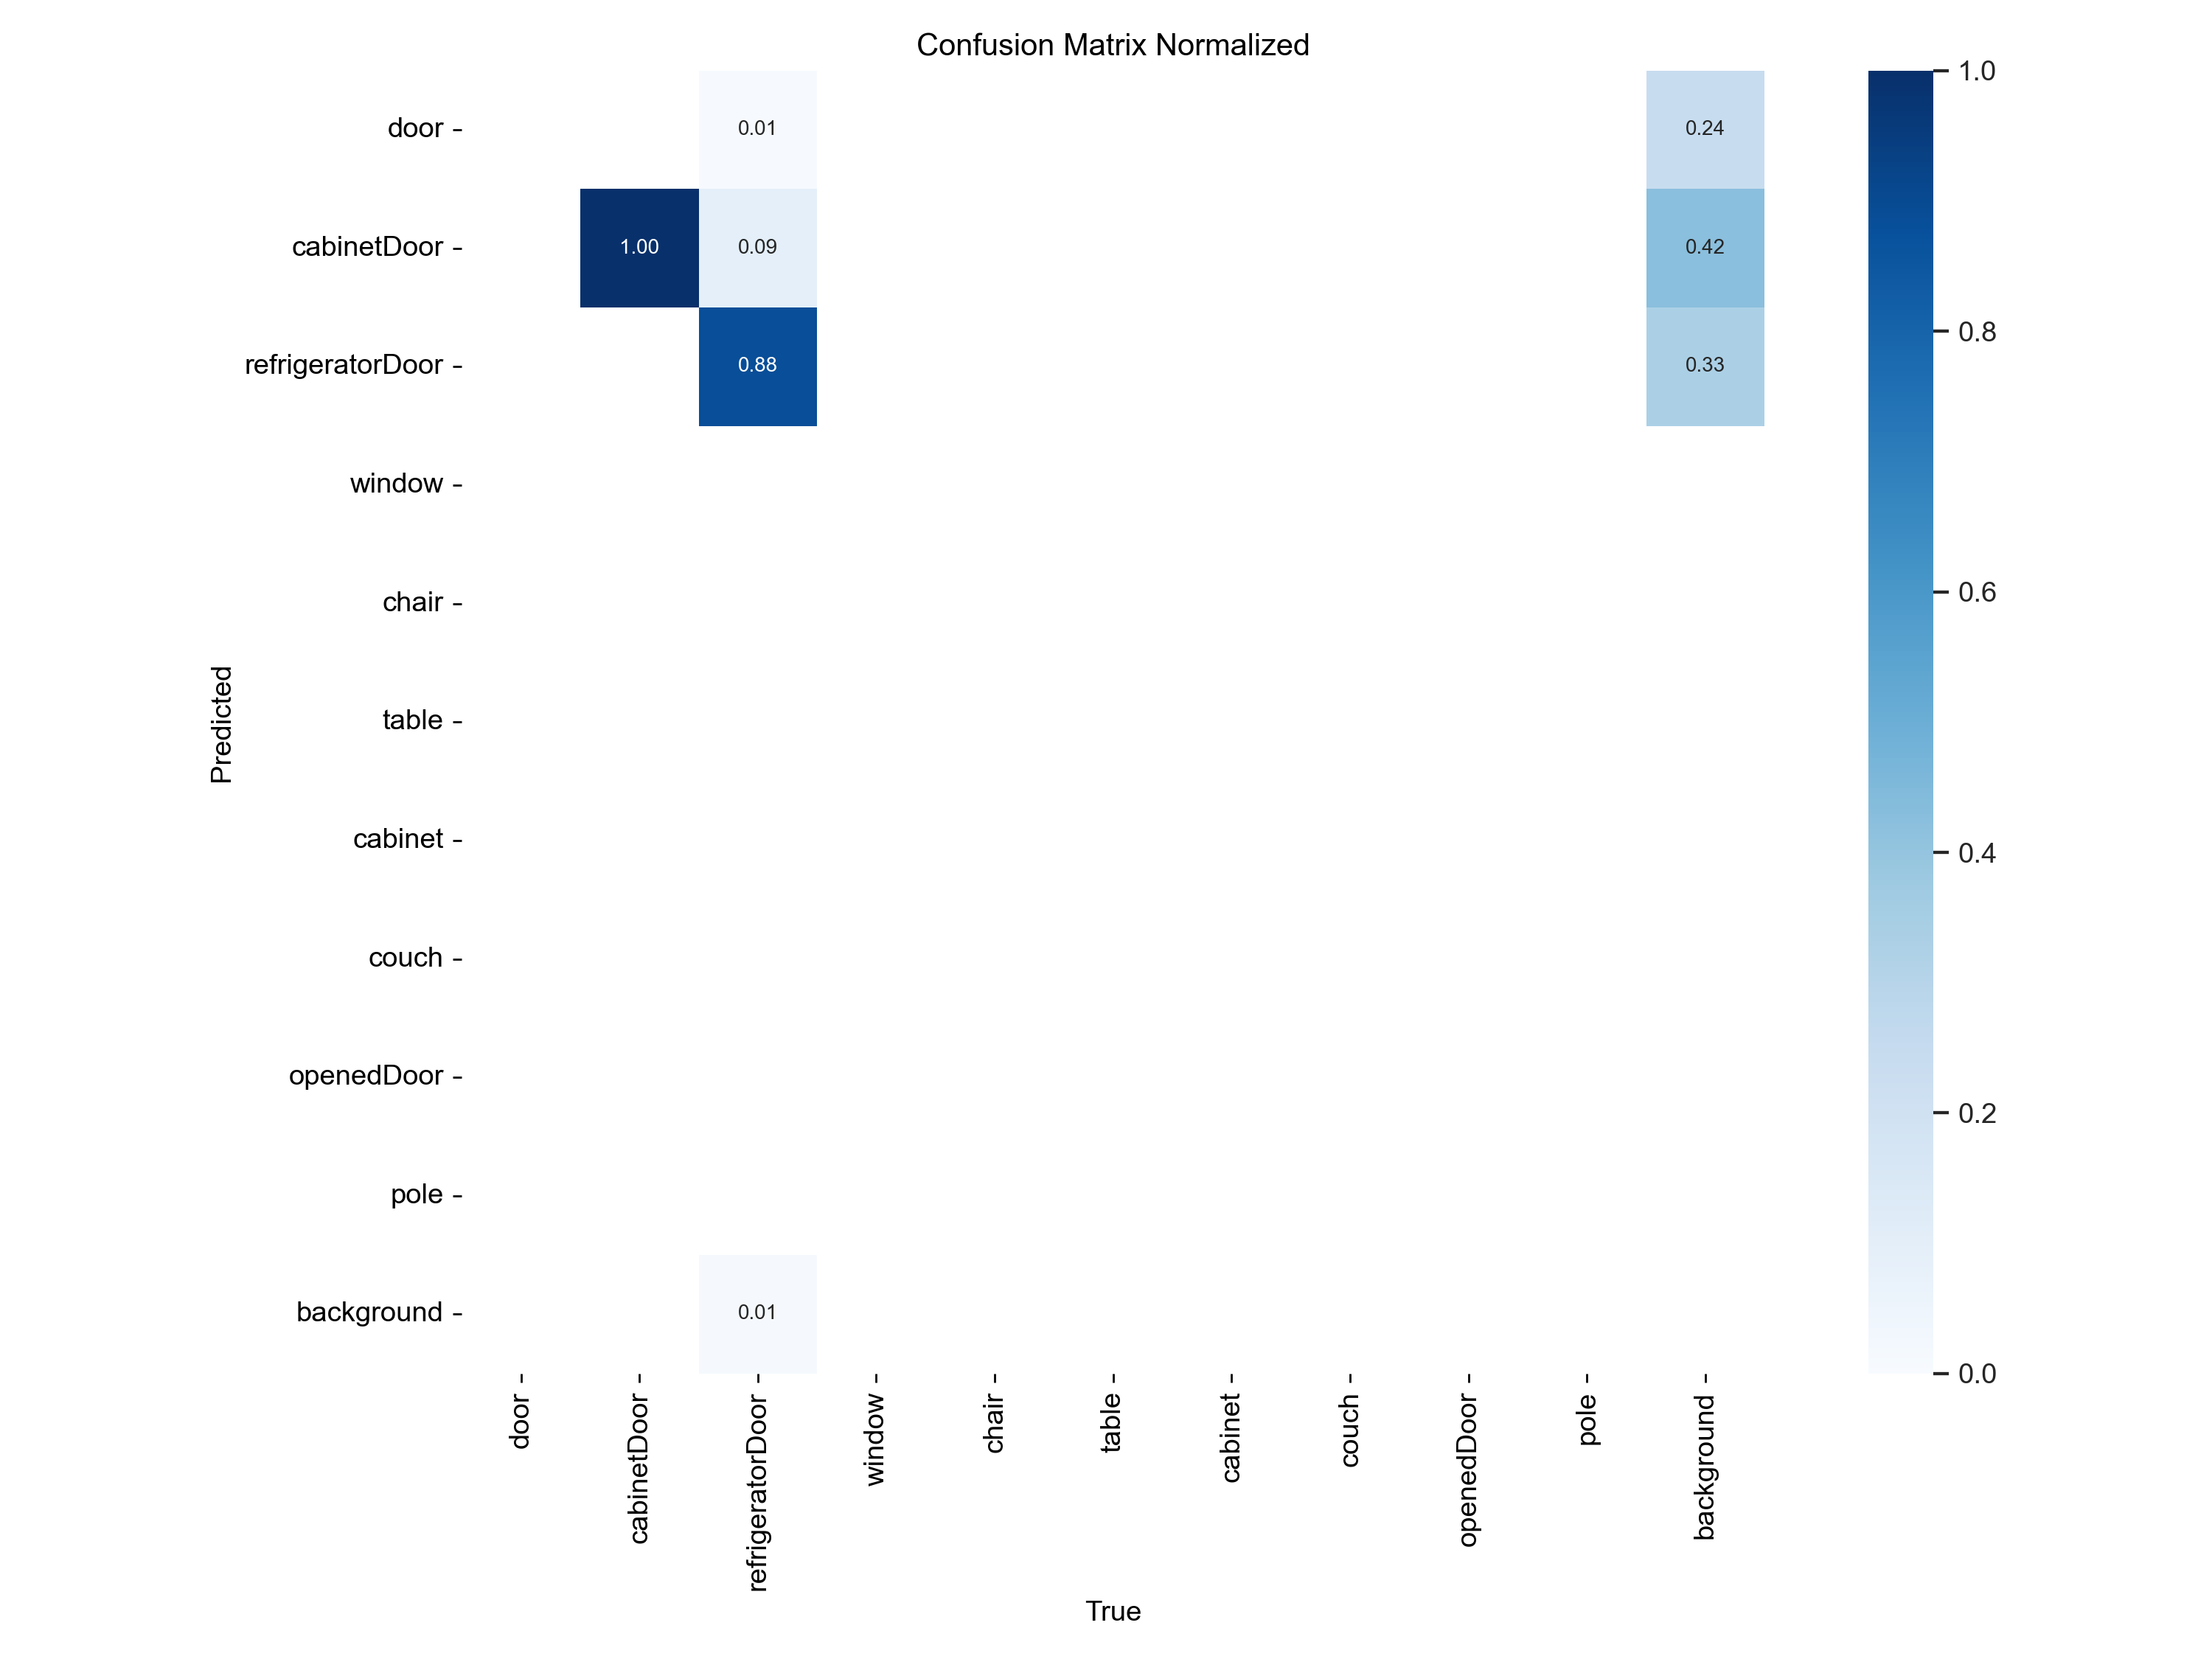 Confusion Matrix Normalized
door
0.01
0.24
1.0
cabinetDoor
1.00
0.09
0.42
refrigeratorDoor
0.88
0.33
0.8
window
chair
0.6
table
Predicted
cabinet
0.4
couch
openedDoor
0.2
pole
background
0.01
0.0
door
cabinetDoor
refrigeratorDoor
window
chair
table
cabinet
couch
openedDoor
pole
background
True